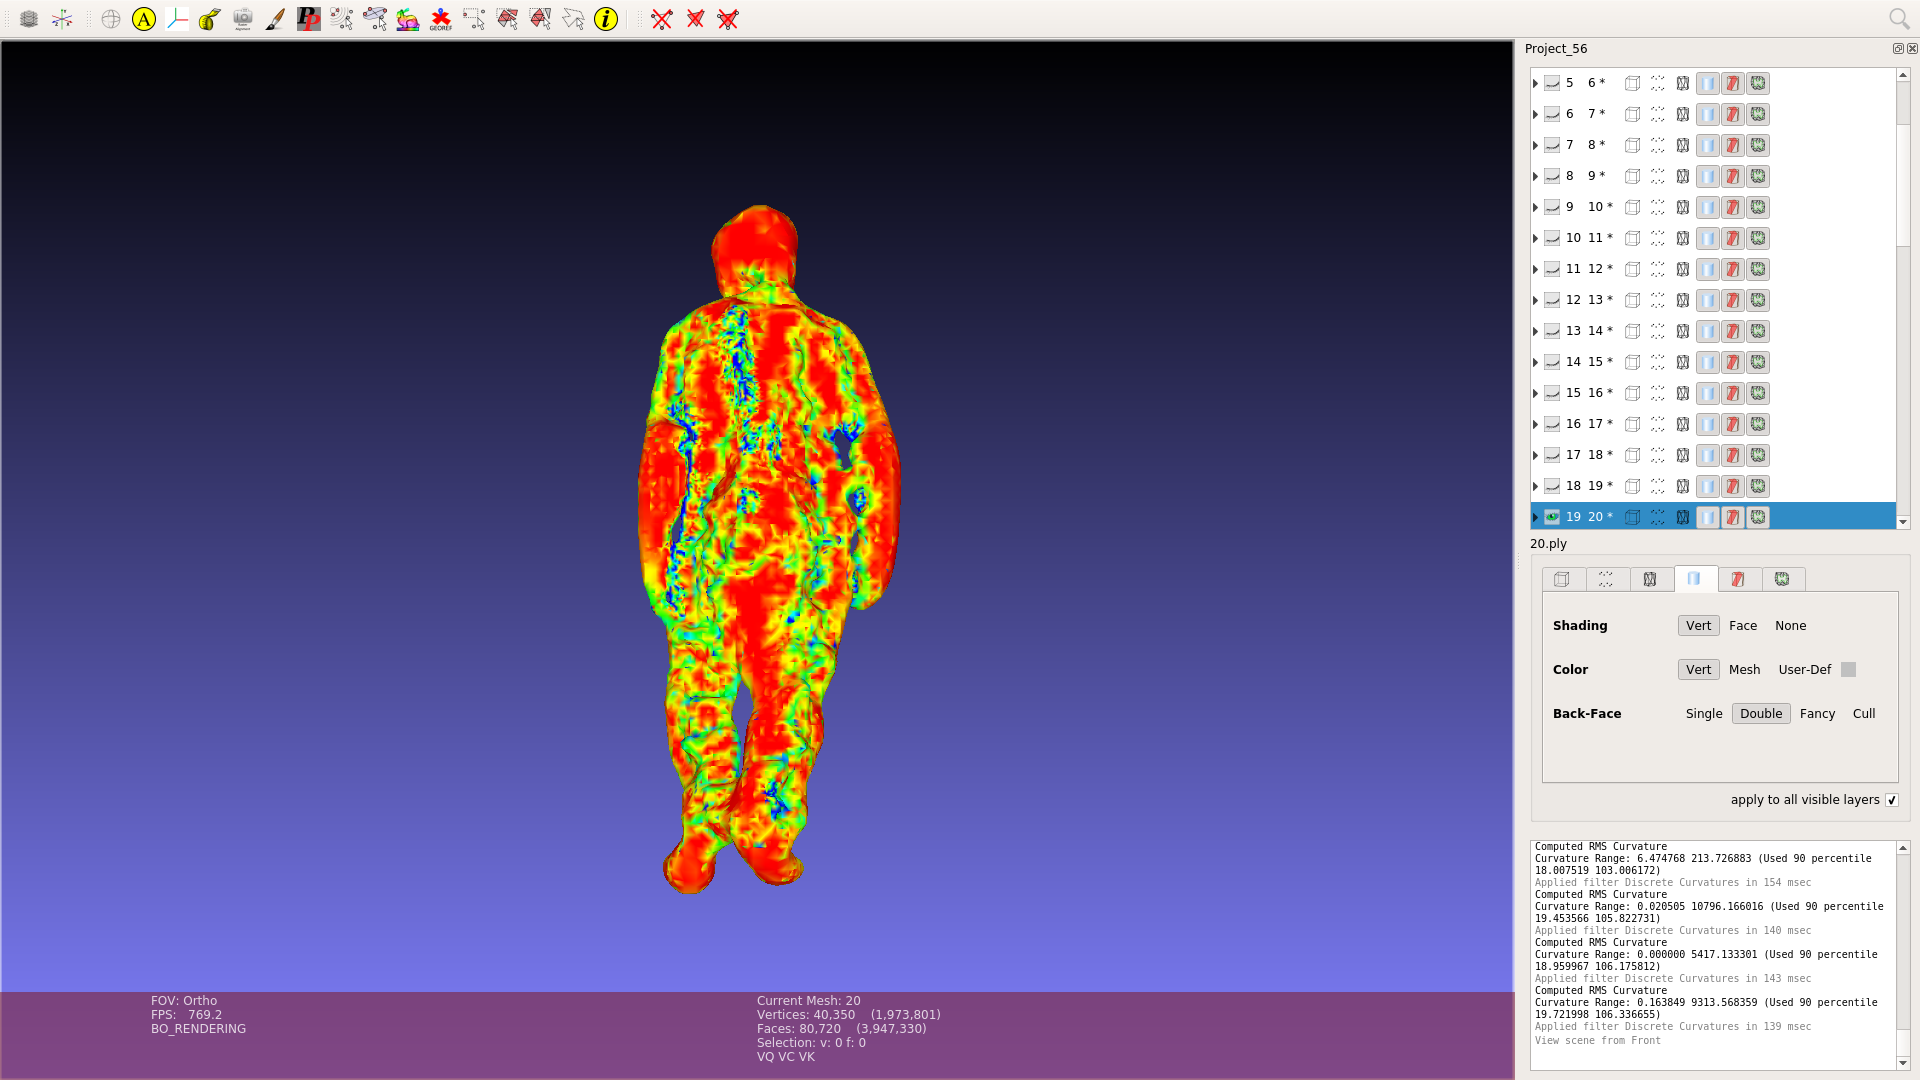 A
PP
GEOREF
i
Project_56
5 6 *
6 7 *
7 8 *
8 9 *
9 10 *
10 11 *
11 12 *
12 13 *
13 14 *
14 15 *
15 16 *
16 17 *
17 18 *
18 19 *
19 20 *
20.ply
Shading Vert Face None
Color Vert Mesh User-Def
Back-Face Single Double Fancy Cull
apply to all visible layers
Computed RMS Curvature
Curvature Range: 6.474768 213.726883 (Used 90 percentile
18.007519 103.006172)
Applied filter Discrete Curvatures in 154 msec
Computed RMS Curvature
Curvature Range: 0.020505 10796.166016 (Used 90 percentile
19.453566 105.822731)
Applied filter Discrete Curvatures in 140 msec
Computed RMS Curvature
Curvature Range: 0.000000 5417.133301 (Used 90 percentile
18.959967 106.175812)
Applied filter Discrete Curvatures in 143 msec
Computed RMS Curvature
Curvature Range: 0.163849 9313.568359 (Used 90 percentile
19.721998 106.336655)
Applied filter Discrete Curvatures in 139 msec
View scene from Front
FOV: Ortho
FPS: 769.2
BO_RENDERING
Current Mesh: 20
Vertices: 40,350 (1,973,801)
Faces: 80,720 (3,947,330)
Selection: v: 0 f: 0
VQ VC VK